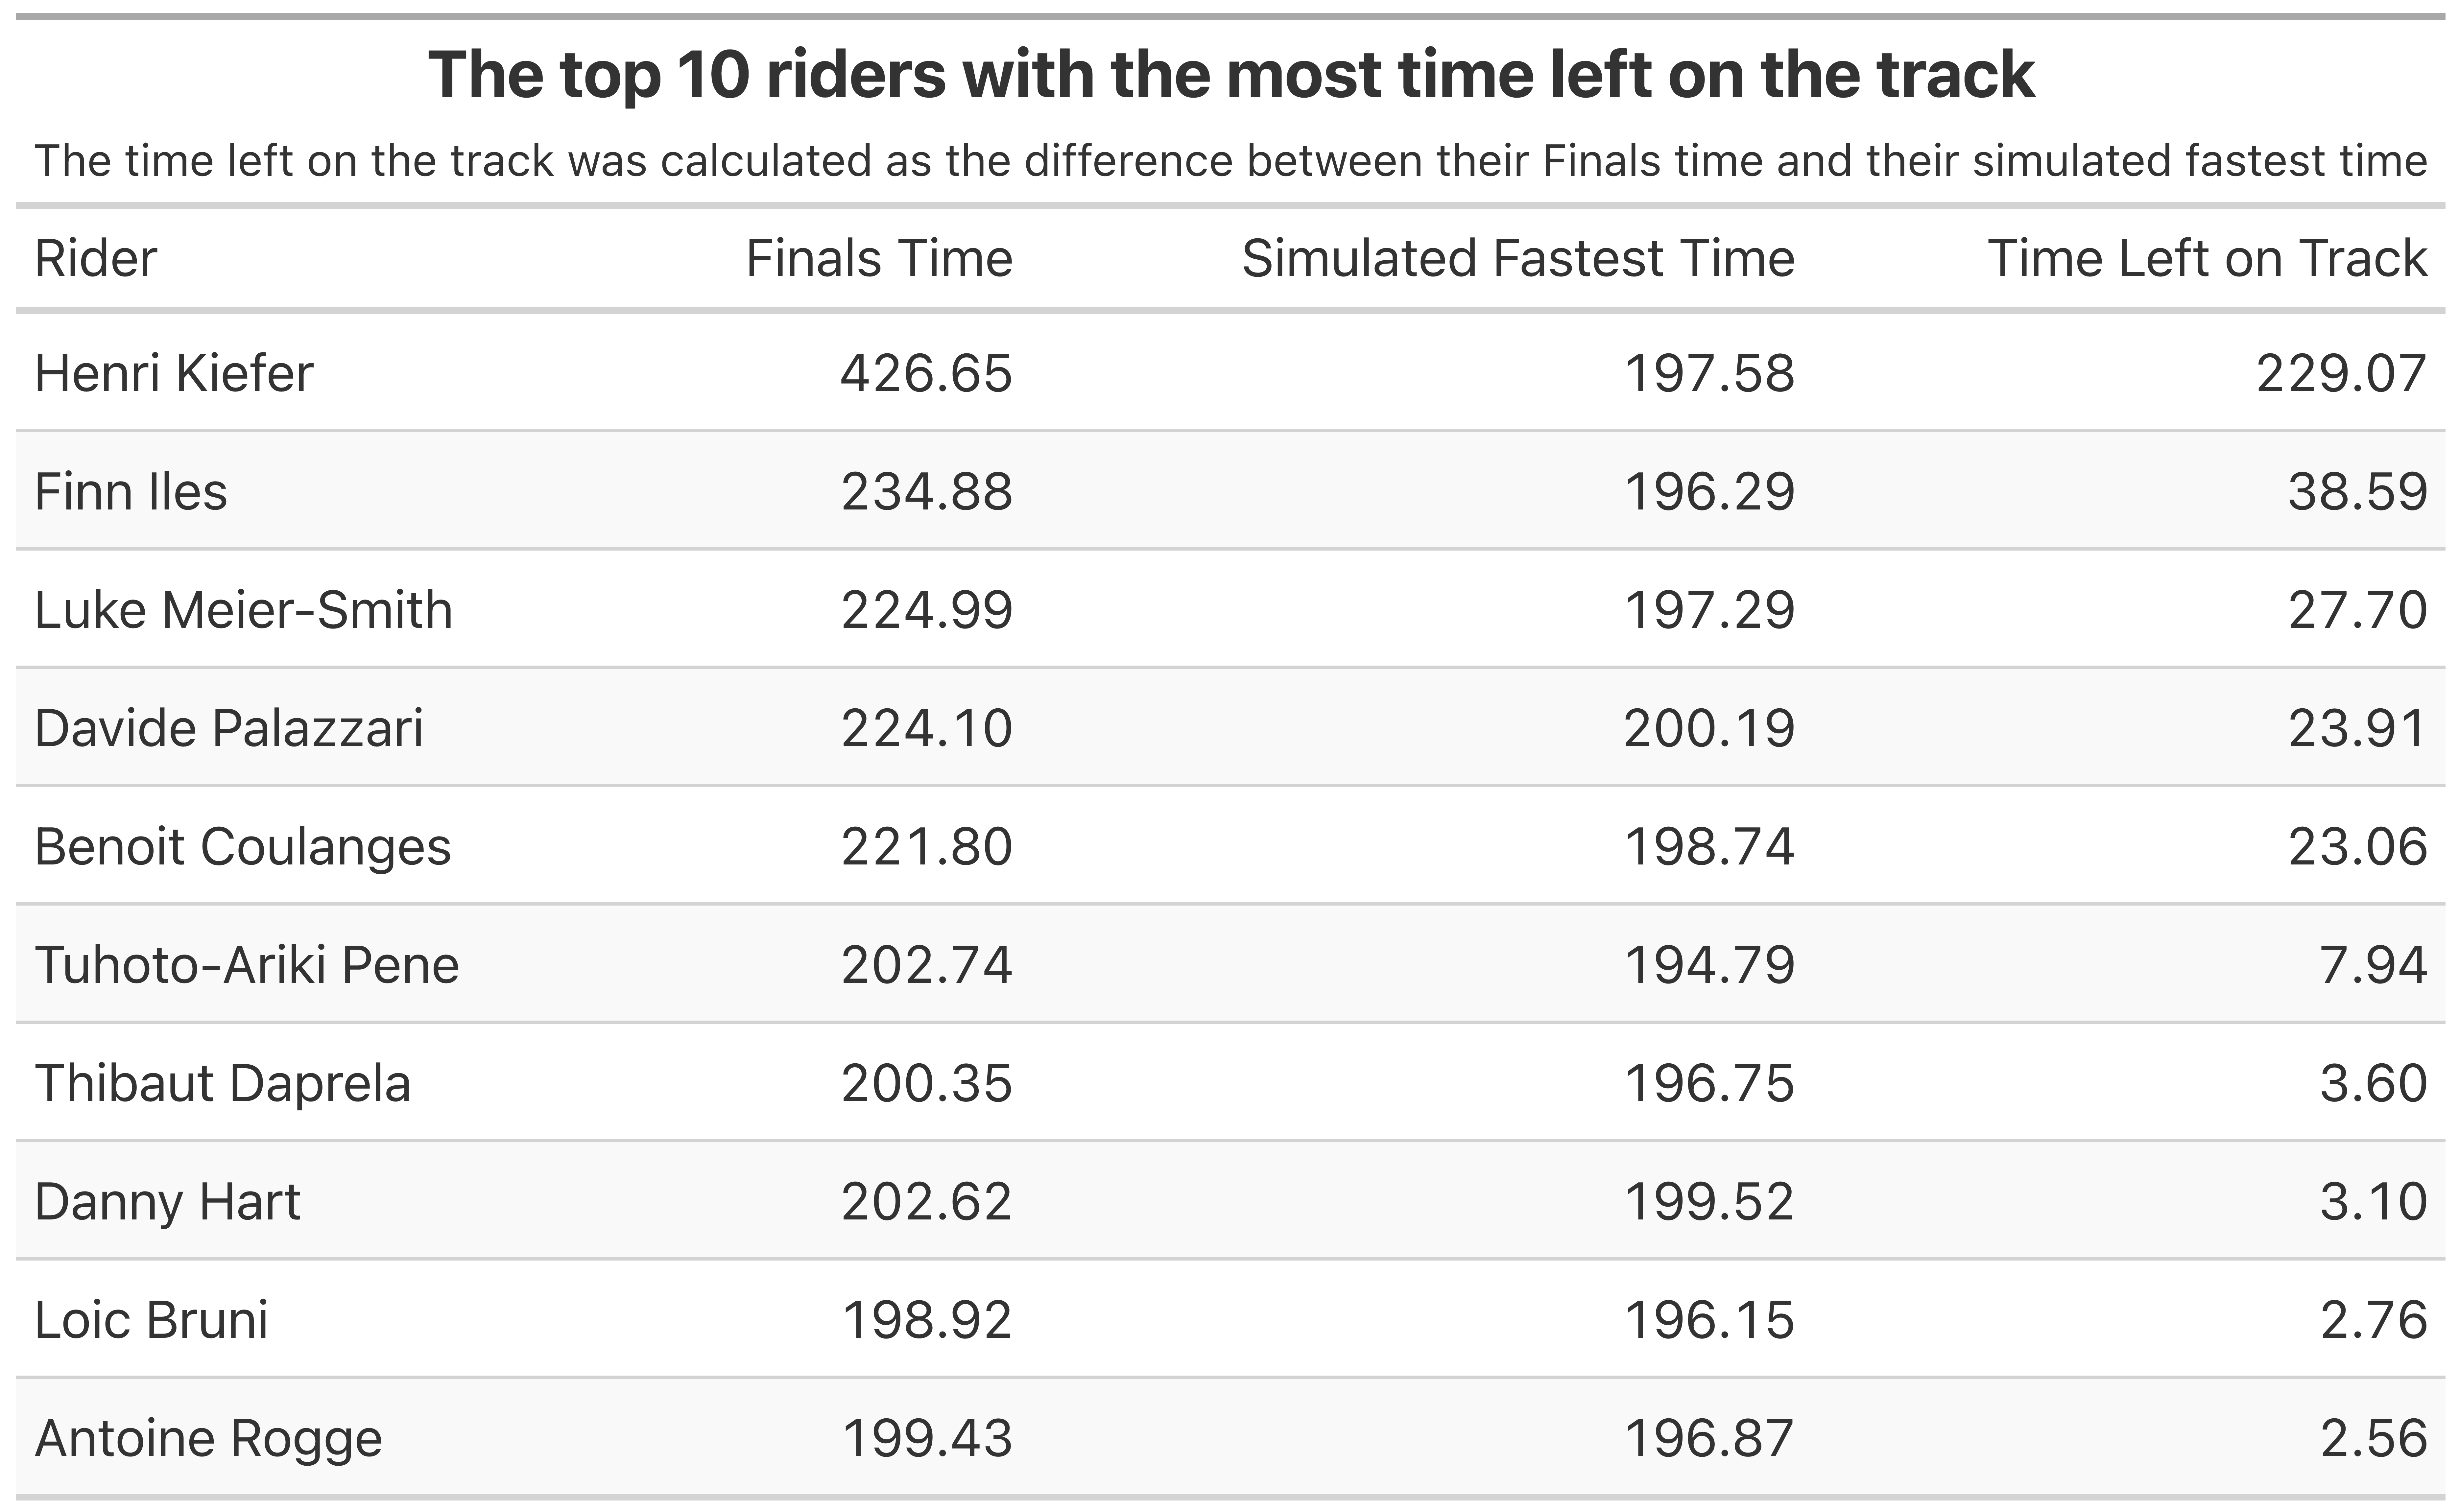 The top 10 riders with the most time left on the track
The time left on the track was calculated as the difference between their Finals time and their simulated fastest time
Rider Finals Time Simulated Fastest Time Time Left on Track
Henri Kiefer 426.65 197.58 229.07
Finn Iles 234.88 196.29 38.59
Luke Meier-Smith 224.99 197.29 27.70
Davide Palazzari 224.10 200.19 23.91
Benoit Coulanges 221.80 198.74 23.06
Tuhoto-Ariki Pene 202.74 194.79 7.94
Thibaut Daprela 200.35 196.75 3.60
Danny Hart 202.62 199.52 3.10
Loic Bruni 198.92 196.15 2.76
Antoine Rogge 199.43 196.87 2.56